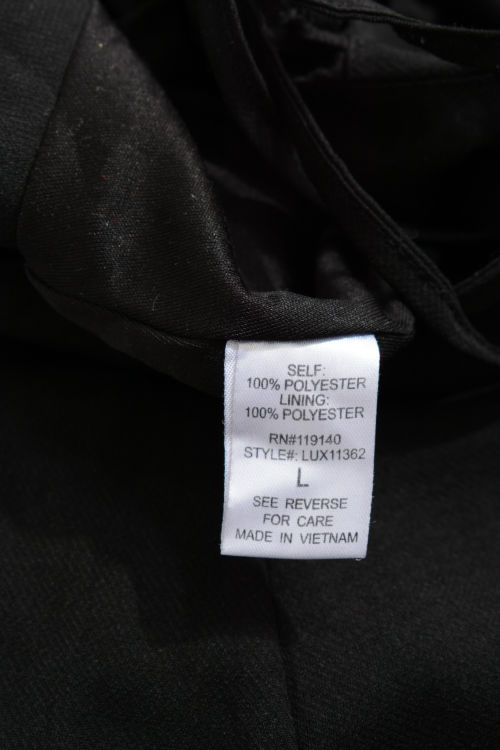 SELF:
100% POLYESTER
LINING:
100% POLYESTER
RN#119140
STYLE#: LUX11362
L
SEE REVERSE
FOR CARE
MADE IN VIETNAM